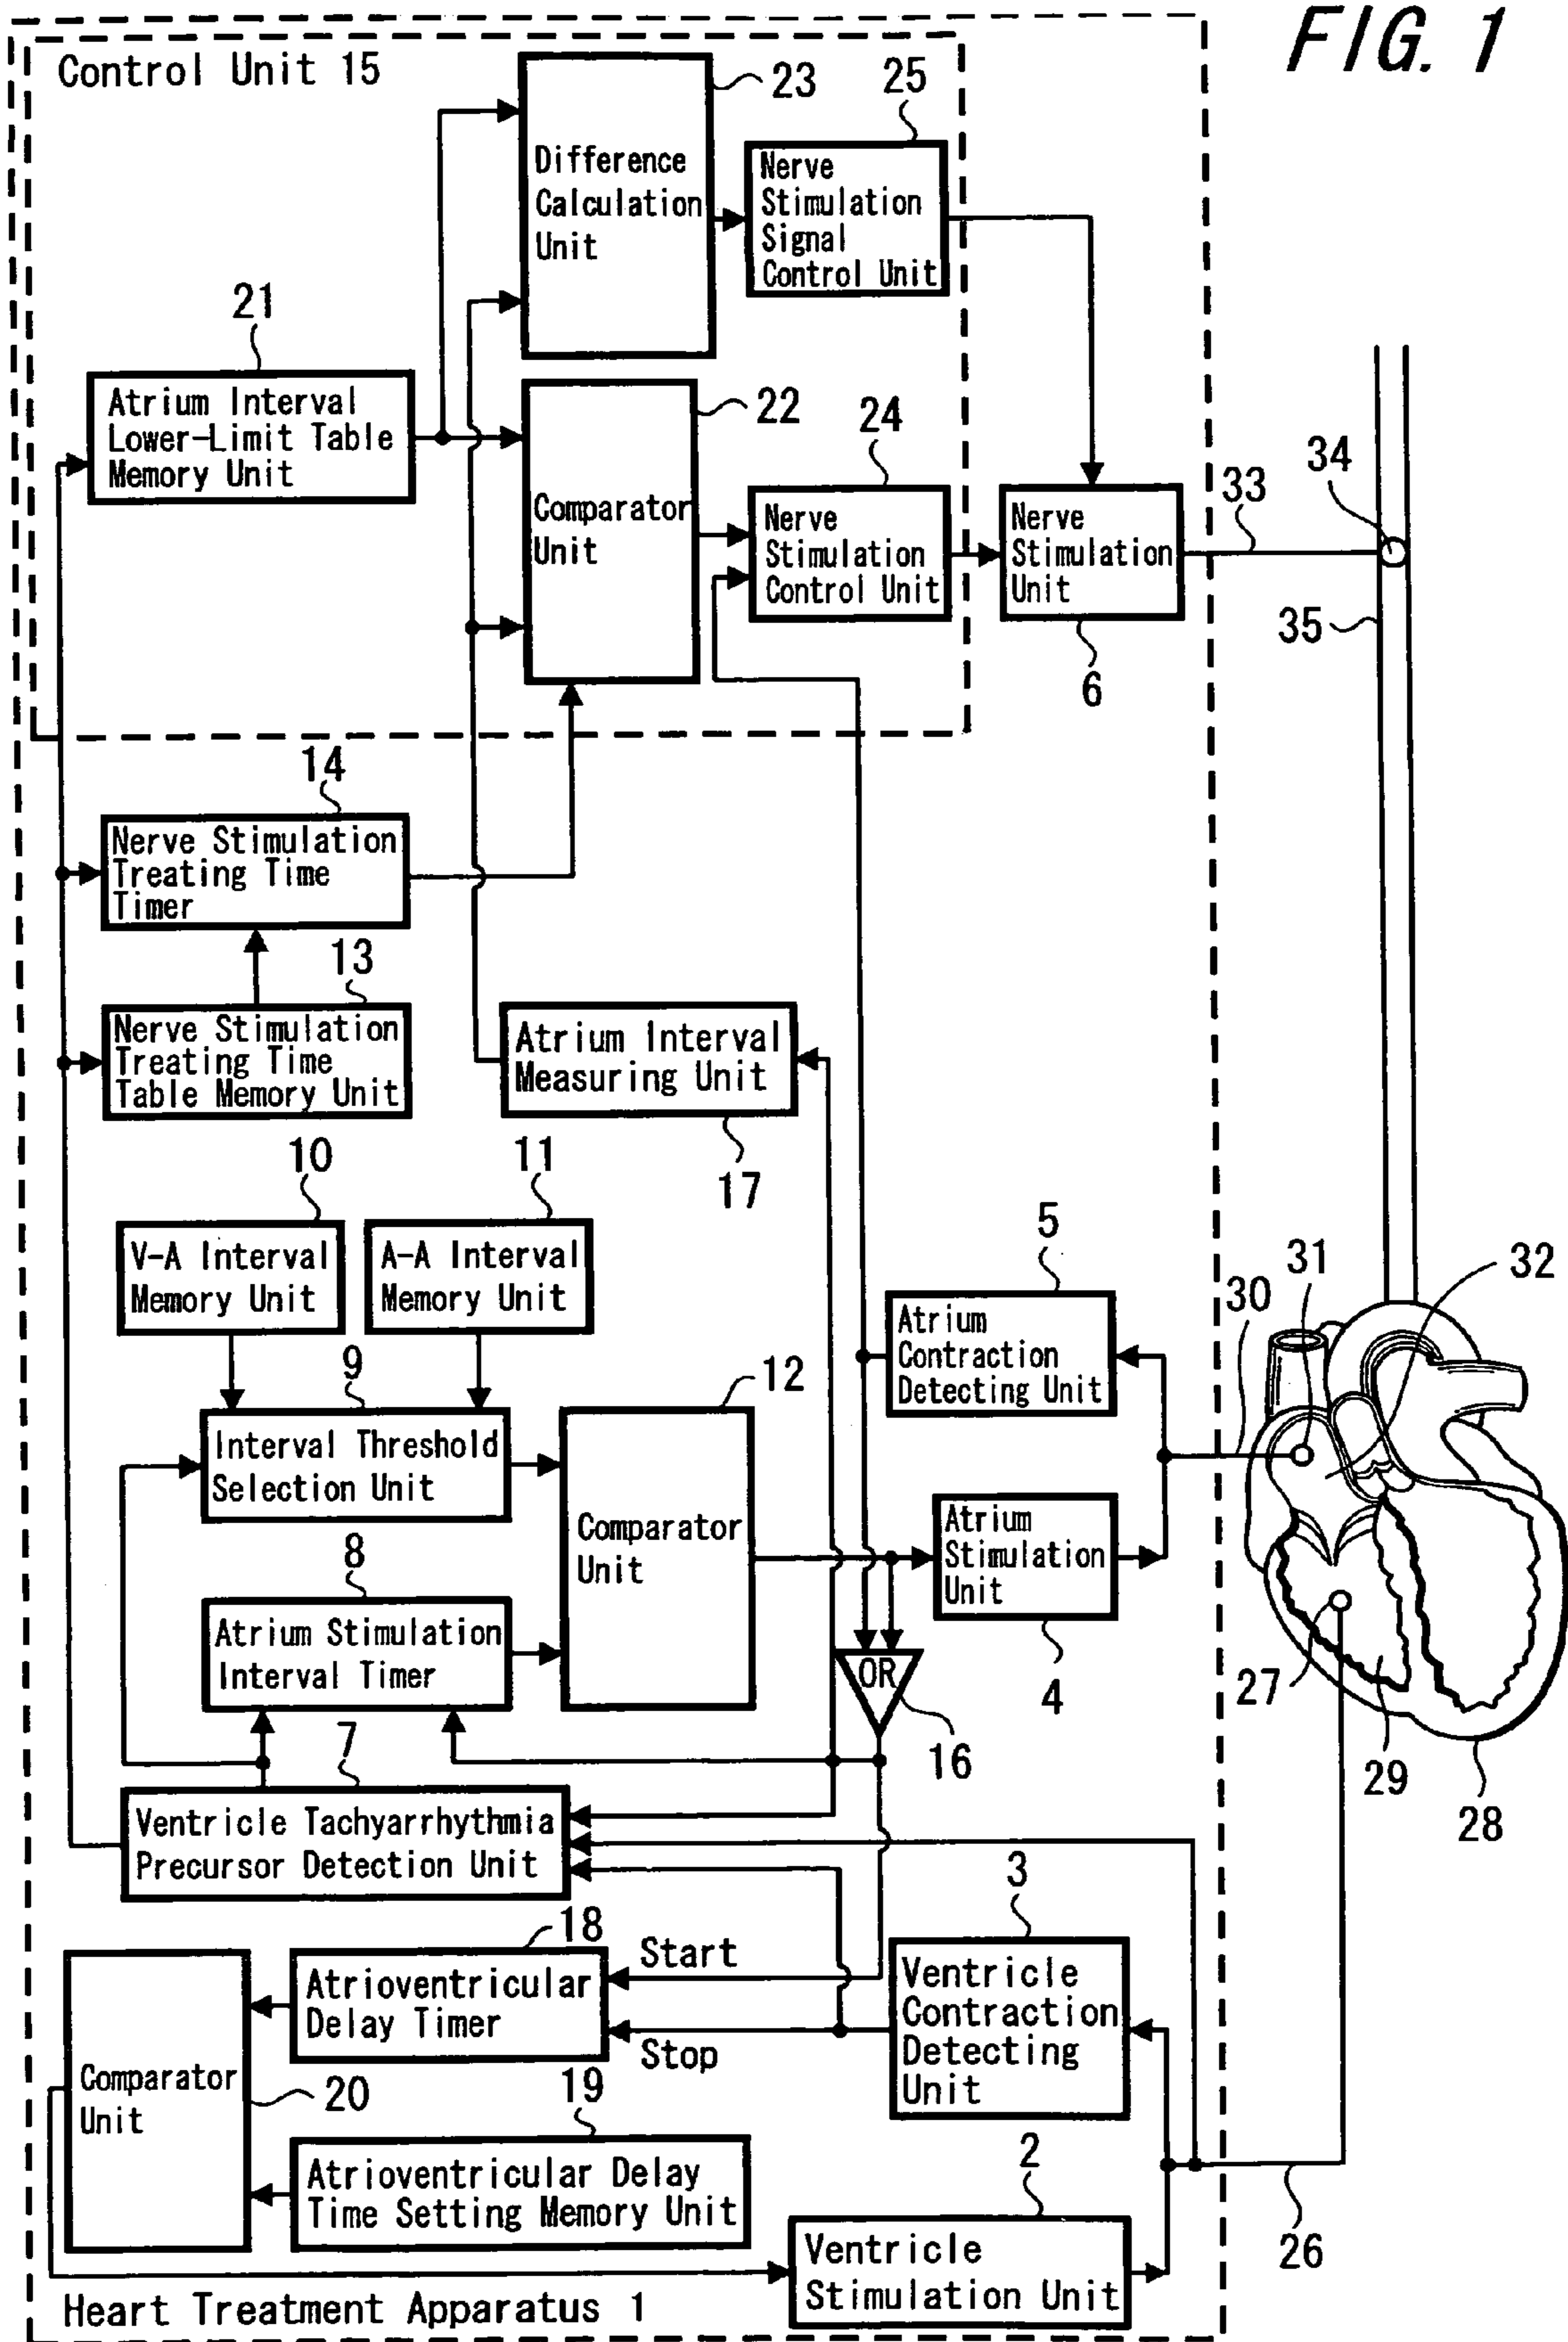 FIG. 1
Control Unit 15
23
25
Difference
Calculation
Unit
Nerve
Stimulation
Signal
Control Unit
21
Atrium Interval
Lower-Limit Table
Memory Unit
22
Comparator
Unit
24
Nerve
Stimulation
Control Unit
Nerve
Stimulation
Unit
6
33
34
35
14
Nerve Stimulation
Treating Time
Timer
13
Nerve Stimulation
Treating Time
Table Memory Unit
Atrium Interval
Measuring Unit
17
10
V-A Interval
Memory Unit
11
A-A Interval
Memory Unit
5
Atrium
Contraction
Detecting Unit
30
31
32
9
Interval Threshold
Selection Unit
12
Comparator
Unit
8
Atrium Stimulation
Interval Timer
Atrium
Stimulation
Unit
4
OR
16
27
29
28
7
Ventricle Tachyarrhythmia
Precursor Detection Unit
18
Atrioventricular
Delay Timer
Start
Stop
3
Ventricle
Contraction
Detecting
Unit
Comparator
Unit
20
19
Atrioventricular Delay
Time Setting Memory Unit
2
Ventricle
Stimulation Unit
26
Heart Treatment Apparatus 1